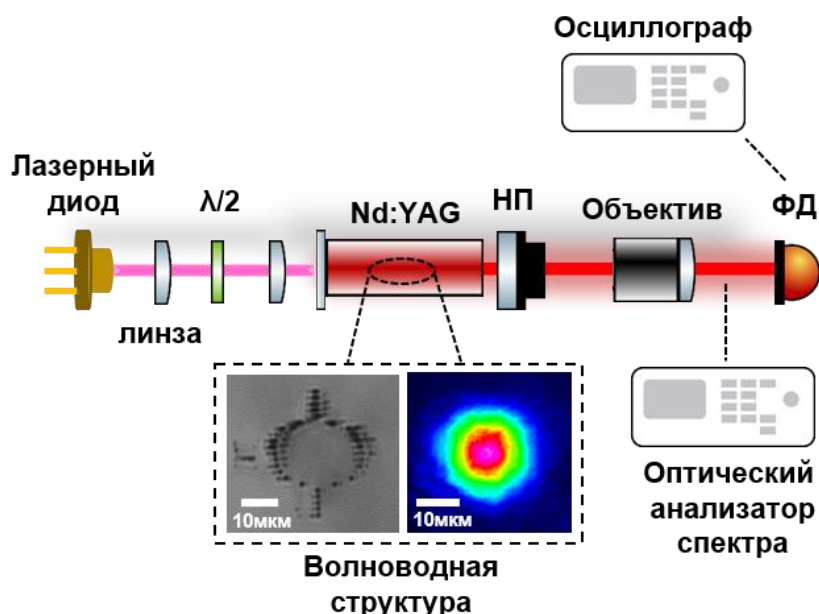 Осциллограф
Лазерный
диод
λ/2
Nd:YAG
НП
Объектив
ФД
линза
10мкм
10мкм
Оптический
анализатор
спектра
Волноводная
структура